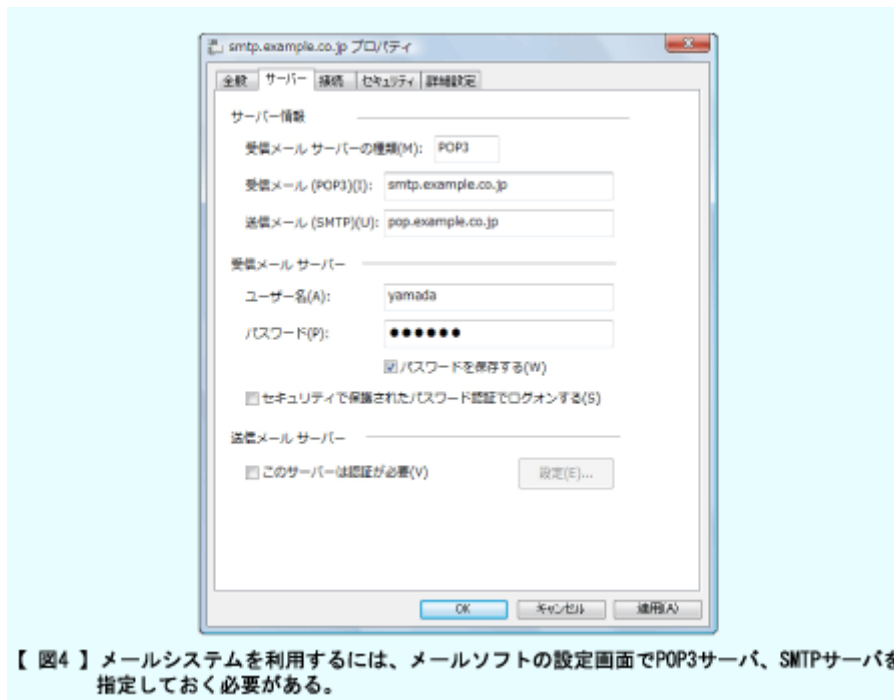 smtp.example.co.jp プロパティ
全般 サーバー 接続 セキュリティ 詳細設定
サーバー情報
受信メール サーバーの種類(M): POP3
受信メール (POP3)(I): smtp.example.co.jp
送信メール (SMTP)(U): pop.example.co.jp
受信メール サーバー
ユーザー名(A): yamada
パスワード(P): ●●●●●●
パスワードを保存する(W)
セキュリティで保護されたパスワード認証でログオンする(S)
送信メール サーバー
このサーバーは認証が必要(V) 設定(E)...
OK キャンセル 適用(A)
【 図4 】メールシステムを利用するには、メールソフトの設定画面でPOP3サーバ、SMTPサーバを
指定しておく必要がある。